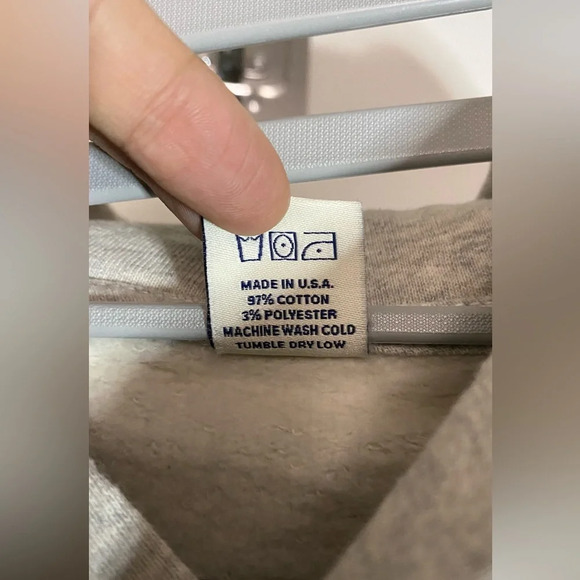 MADE IN U.S.A.
97% COTTON
3% POLYESTER
MACHINE WASH COLD
TUMBLE DRY LOW